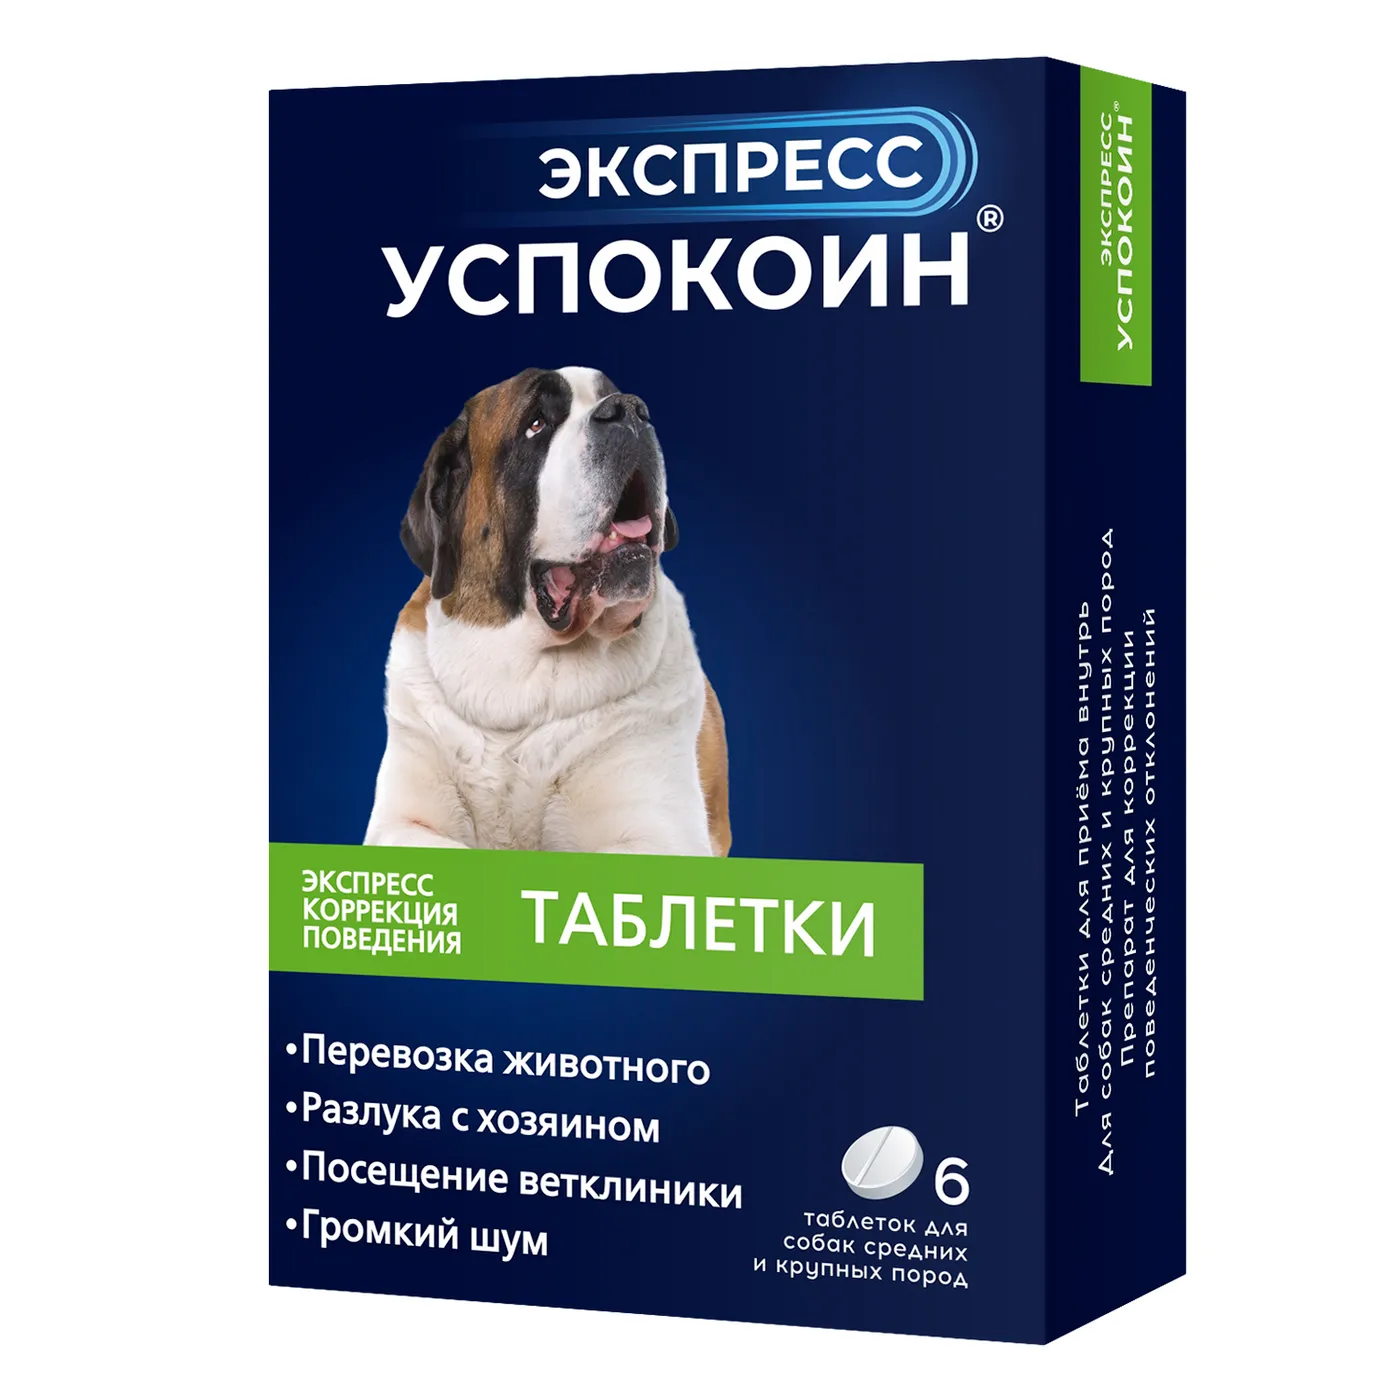 ЭКСПРЕСС
УСПОКОИН®
ЭКСПРЕСС
КОРРЕКЦИЯ
ПОВЕДЕНИЯ
ТАБЛЕТКИ
•Перевозка животного
•Разлука с хозяином
•Посещение ветклиники
•Громкий шум
6
таблеток для
собак средних
и крупных пород
ЭКСПРЕСС
УСПОКОИН®
Таблетки для приёма внутрь
для собак средних и крупных пород
Препарат для коррекции
поведенческих отклонений